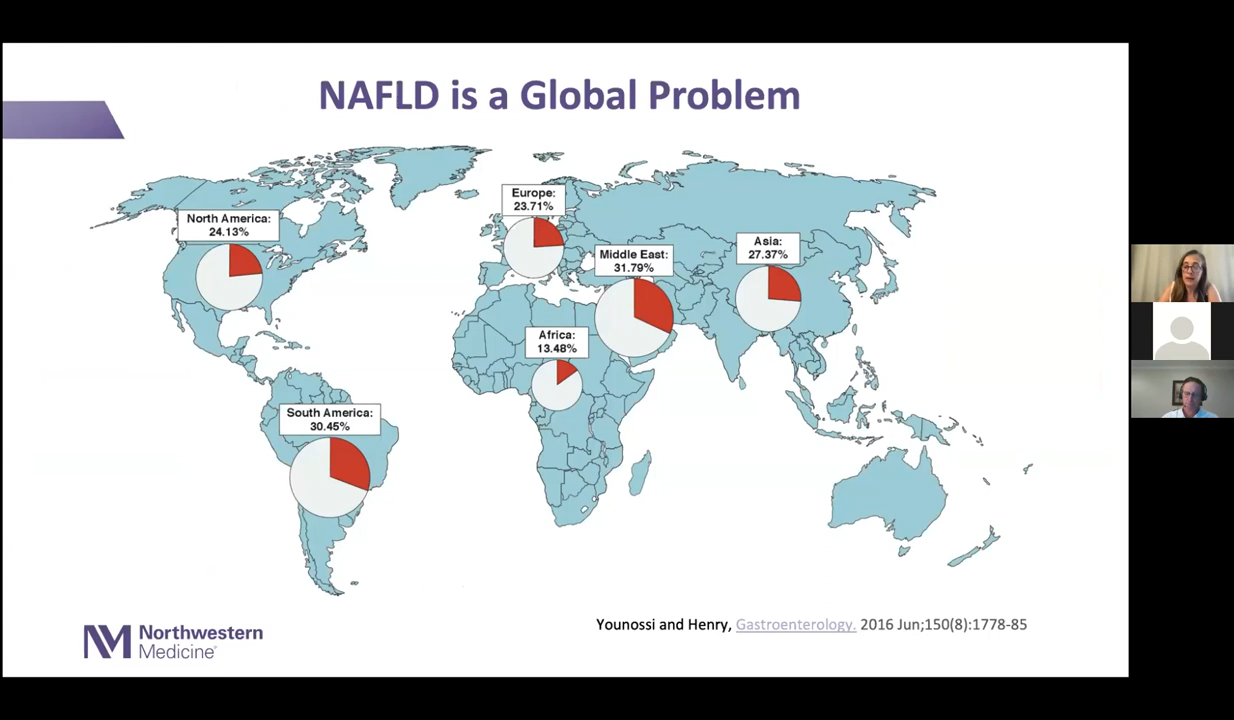 NAFLD is a Global Problem
North America:
24.13%
Europe:
23.71%
Middle East:
31.79%
Asia:
27.37%
Africa:
13.48%
South America:
30.45%
Younossi and Henry, Gastroenterology. 2016 Jun;150(8):1778-85
NM Northwestern
Medicine